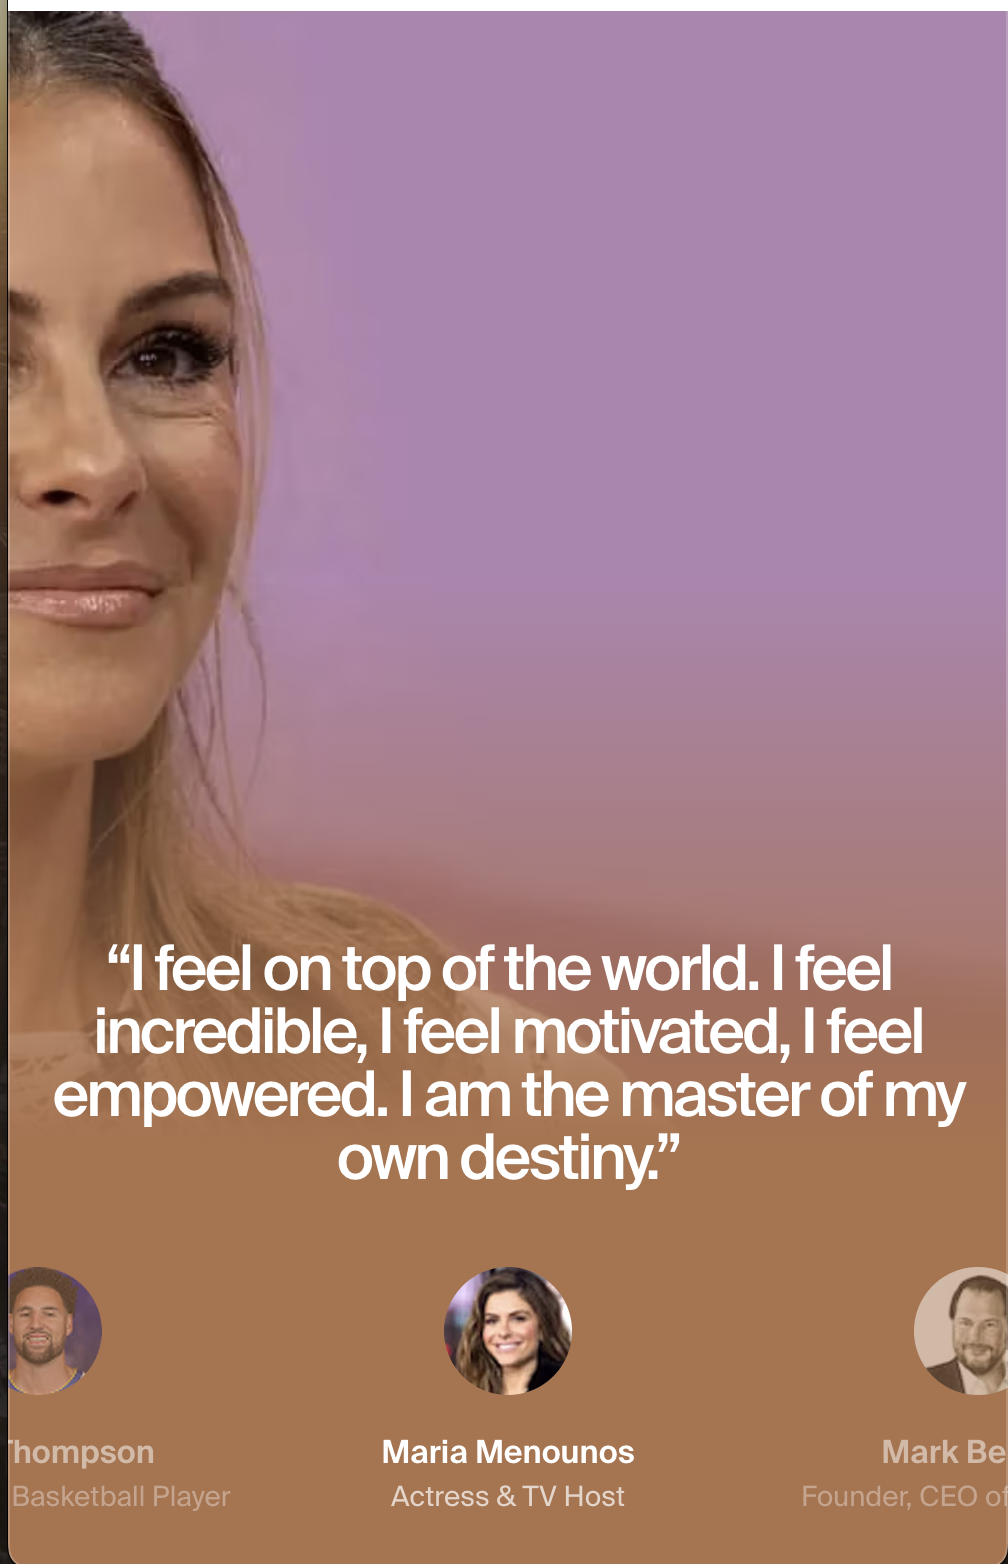 “I feel on top of the world. I feel
incredible, I feel motivated, I feel
empowered. I am the master of my
own destiny.”
Thompson
Maria Menounos
Mark Be
Basketball Player
Actress & TV Host
Founder, CEO of